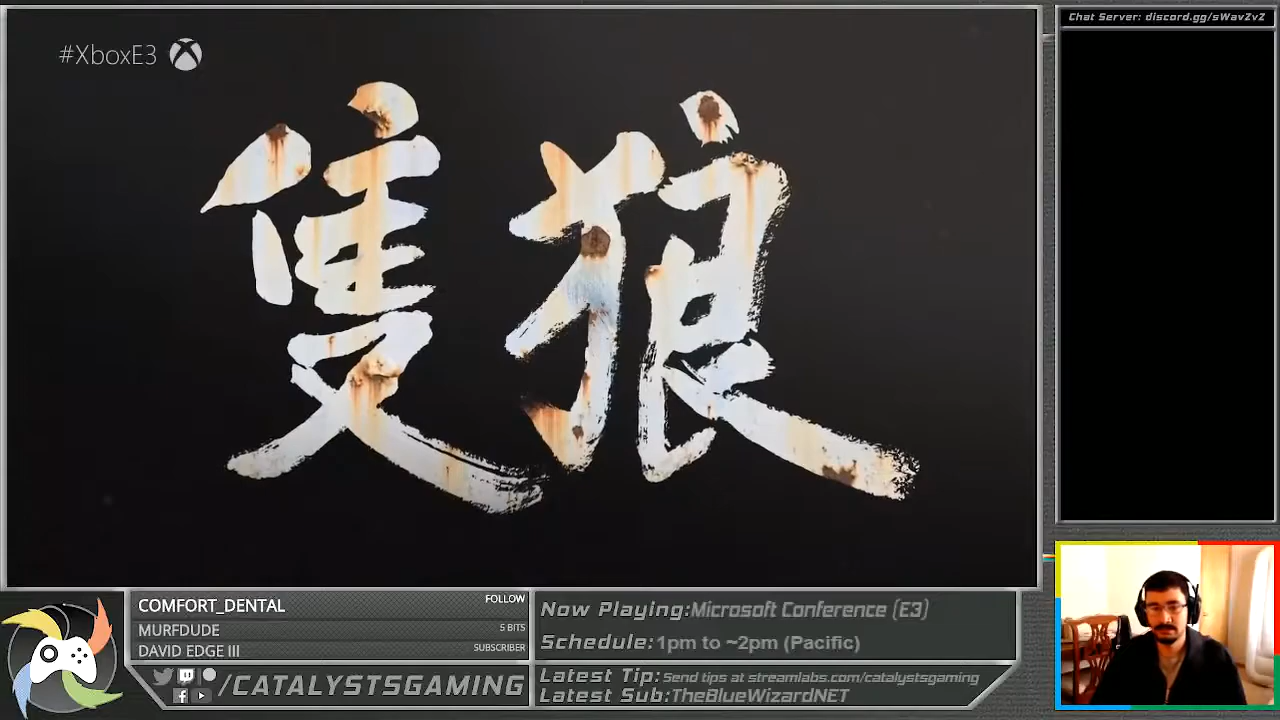 #XboxE3
隻狼
Chat Server: discord.gg/sWavZvZ
COMFORT_DENTAL FOLLOW
MURFDUDE 5 BITS
DAVID EDGE III SUBSCRIBER
CATALYSTSGAMING
Now Playing:Microsoft Conference (E3)
Schedule:1pm to ~2pm (Pacific)
Latest Tip:Send tips at streamlabs.com/catalystsgaming
Latest Sub:TheBlueWizardNET